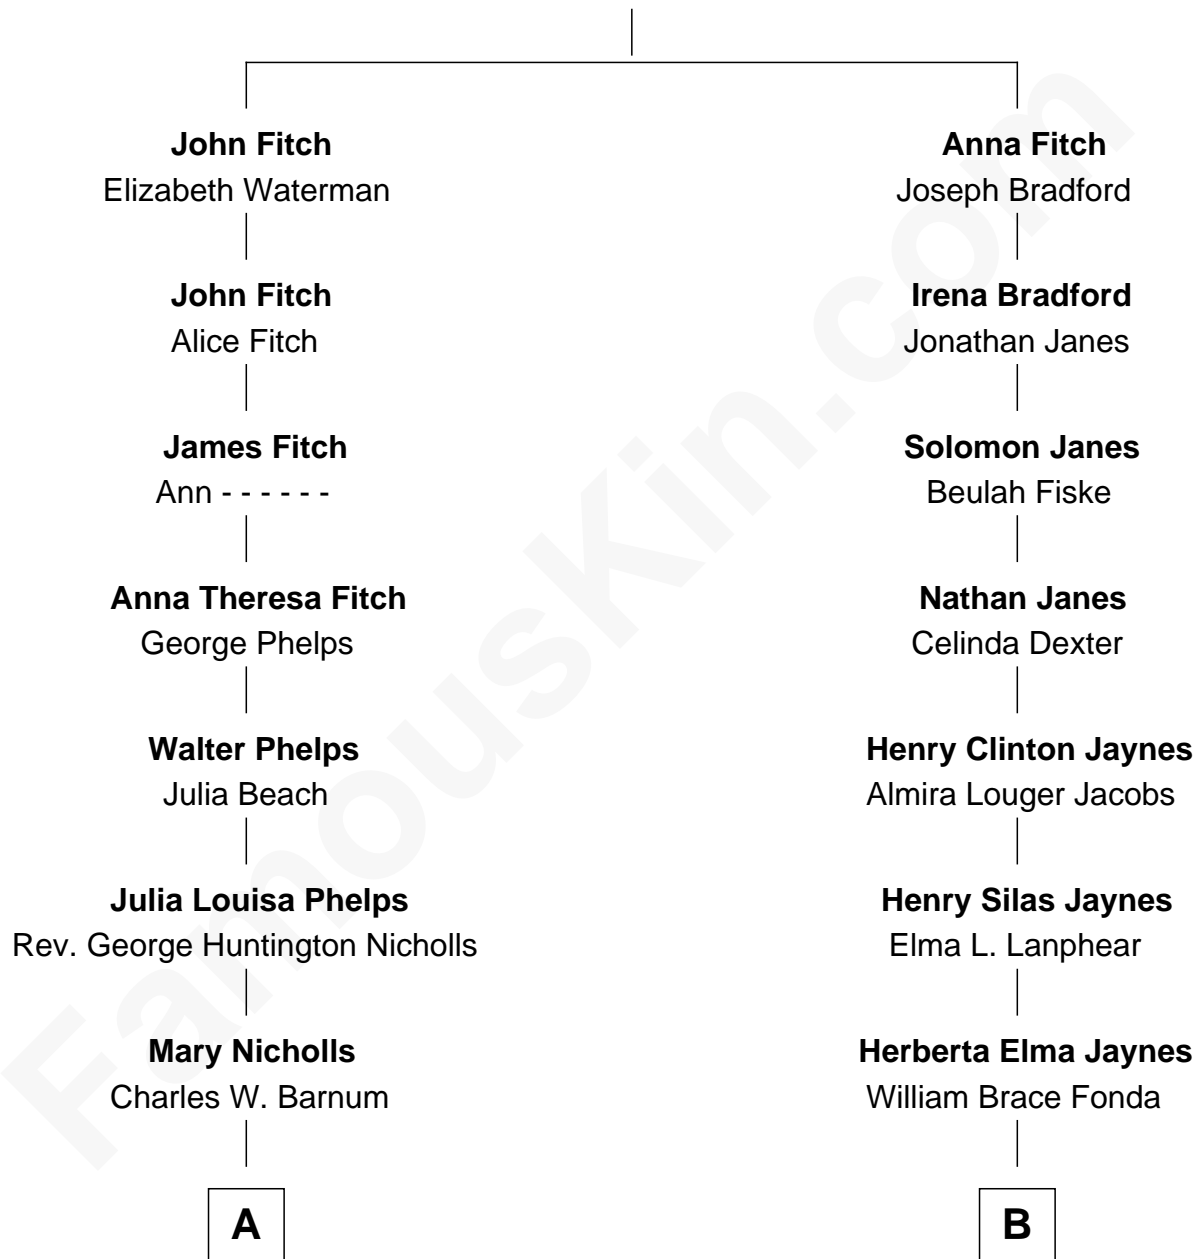 John Fitch
Elizabeth Waterman
John Fitch
Alice Fitch
James Fitch
Ann - - - - - -
Anna Theresa Fitch
George Phelps
Walter Phelps
Julia Beach
Julia Louisa Phelps
Rev. George Huntington Nicholls
Mary Nicholls
Charles W. Barnum
A
Anna Fitch
Joseph Bradford
Irena Bradford
Jonathan Janes
Solomon Janes
Beulah Fiske
Nathan Janes
Celinda Dexter
Henry Clinton Jaynes
Almira Louger Jacobs
Henry Silas Jaynes
Elma L. Lanphear
Herberta Elma Jaynes
William Brace Fonda
B
FamousKin.com